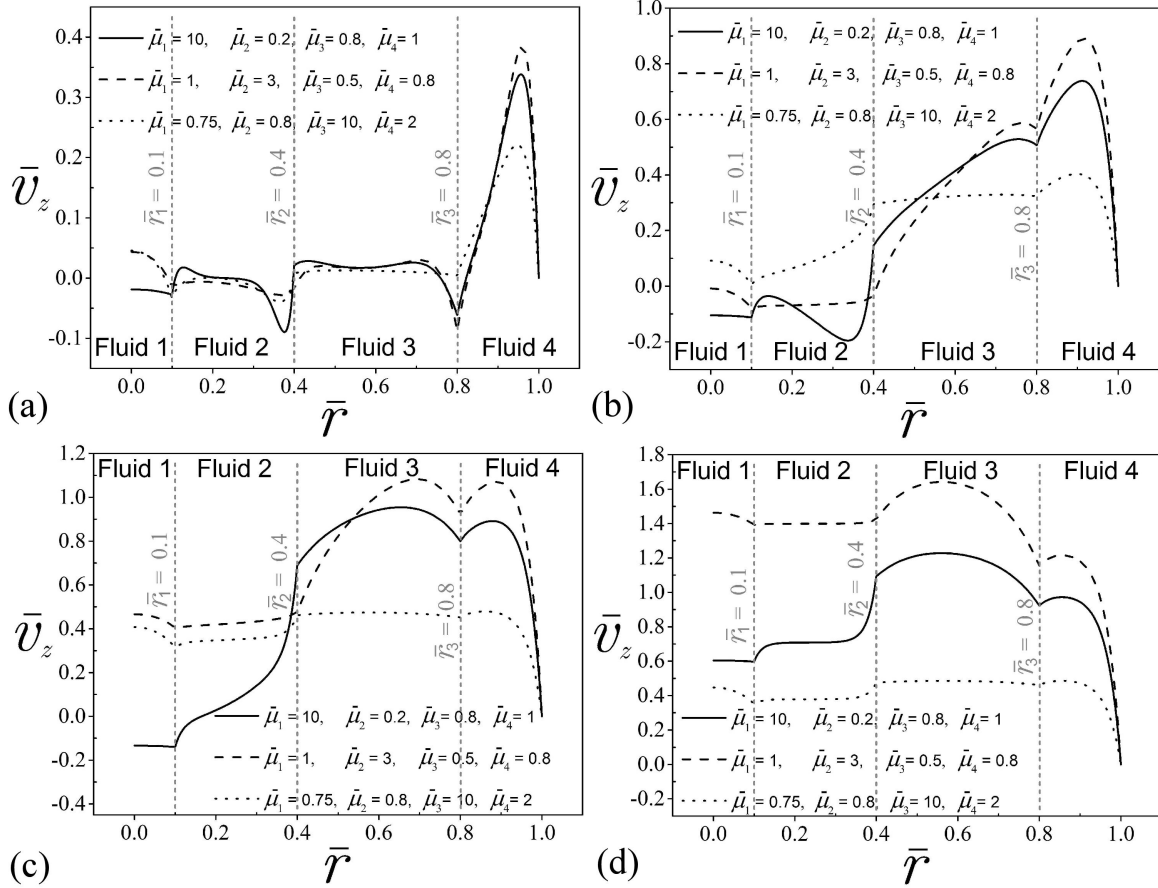 0.4
0.3
0.2
0.1
0.0
-0.1
v̄z
μ̄1 = 10, μ̄2 = 0.2, μ̄3 = 0.8, μ̄4 = 1
μ̄1 = 1, μ̄2 = 3, μ̄3 = 0.5, μ̄4 = 0.8
μ̄1 = 0.75, μ̄2 = 0.8 μ̄3 = 10, μ̄4 = 2
r̄1 = 0.1
r̄2 = 0.4
r̄3 = 0.8
Fluid 1 Fluid 2 Fluid 3 Fluid 4
0.0 0.2 0.4 0.6 0.8 1.0
(a) r̄
1.0
0.8
0.6
0.4
0.2
0.0
-0.2
v̄z
μ̄1 = 10, μ̄2 = 0.2, μ̄3 = 0.8, μ̄4 = 1
μ̄1 = 1, μ̄2 = 3, μ̄3 = 0.5, μ̄4 = 0.8
μ̄1 = 0.75, μ̄2 = 0.8 μ̄3 = 10, μ̄4 = 2
r̄1 = 0.1
r̄2 = 0.4
r̄3 = 0.8
Fluid 1 Fluid 2 Fluid 3 Fluid 4
0.0 0.2 0.4 0.6 0.8 1.0
(b) r̄
1.2
1.0
0.8
0.6
0.4
0.2
0.0
-0.2
-0.4
v̄z
Fluid 1 Fluid 2 Fluid 3 Fluid 4
r̄1 = 0.1
r̄2 = 0.4
r̄3 = 0.8
μ̄1 = 10, μ̄2 = 0.2, μ̄3 = 0.8, μ̄4 = 1
μ̄1 = 1, μ̄2 = 3, μ̄3 = 0.5, μ̄4 = 0.8
μ̄1 = 0.75, μ̄2 = 0.8, μ̄3 = 10, μ̄4 = 2
0.0 0.2 0.4 0.6 0.8 1.0
(c) r̄
1.8
1.6
1.4
1.2
1.0
0.8
0.6
0.4
0.2
0.0
-0.2
v̄z
Fluid 1 Fluid 2 Fluid 3 Fluid 4
r̄1 = 0.1
r̄2 = 0.4
r̄3 = 0.8
μ̄1 = 10, μ̄2 = 0.2, μ̄3 = 0.8, μ̄4 = 1
μ̄1 = 1, μ̄2 = 3, μ̄3 = 0.5, μ̄4 = 0.8
μ̄1 = 0.75, μ̄2 = 0.8, μ̄3 = 10, μ̄4 = 2
0.0 0.2 0.4 0.6 0.8 1.0
(d) r̄